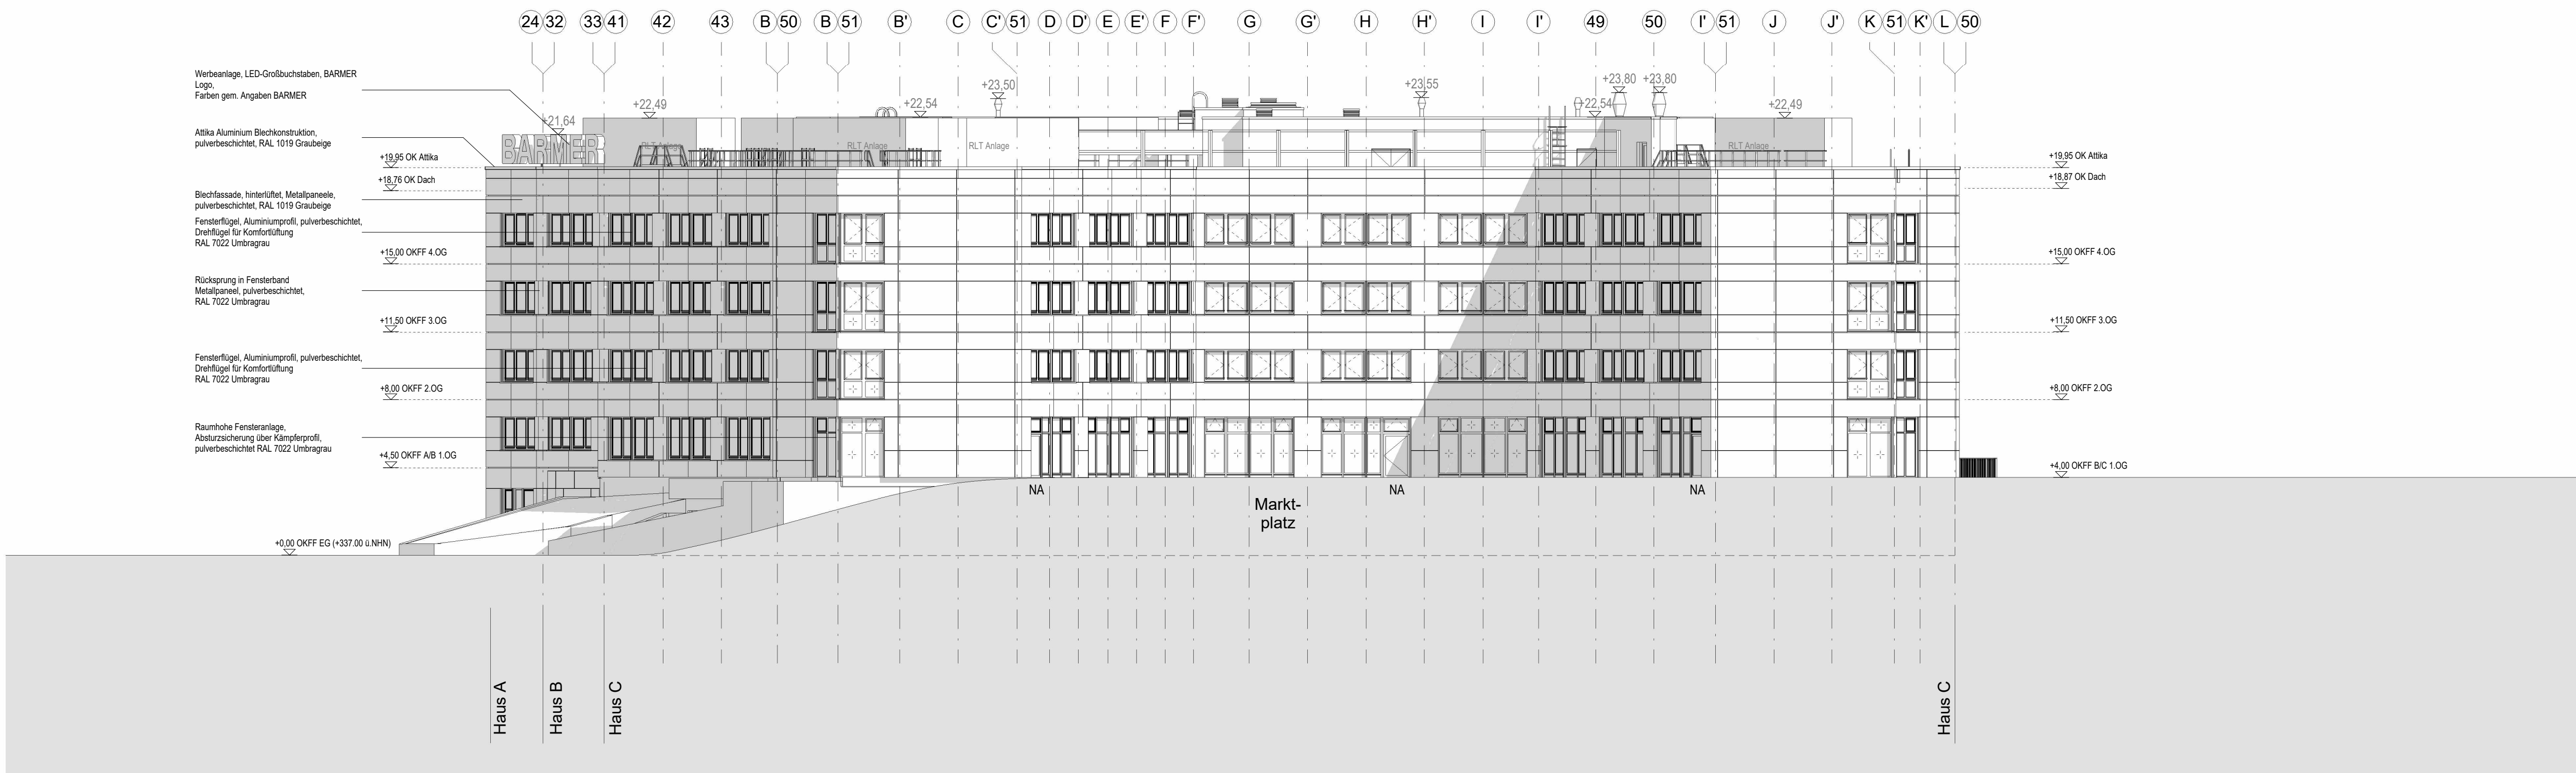 24 32 33 41 42 43 B 50 B 51 B' C C' 51 D D' E E' F F' G G' H H' I I' 49 50 I' 51 J J' K 51 K' L 50
Werbeanlage, LED-Großbuchstaben, BARMER
Logo,
Farben gem. Angaben BARMER
+21,64
+22,49
+22,54
+23,50
+23,55
+22,54
+23,80
+23,80
+22,49
BARMER
RLT Anlage
RLT Anlage
RLT Anlage
RLT Anlage
Attika Aluminium Blechkonstruktion,
pulverbeschichtet, RAL 1019 Graubeige
+19,95 OK Attika
+18,76 OK Dach
Blechfassade, hinterlüftet, Metallpaneele,
pulverbeschichtet, RAL 1019 Graubeige
Fensterflügel, Aluminiumprofil, pulverbeschichtet,
Drehflügel für Komfortlüftung
RAL 7022 Umbragrau
+15,00 OKFF 4.OG
Rücksprung in Fensterband
Metallpaneel, pulverbeschichtet,
RAL 7022 Umbragrau
+11,50 OKFF 3.OG
Fensterflügel, Aluminiumprofil, pulverbeschichtet,
Drehflügel für Komfortlüftung
RAL 7022 Umbragrau
+8,00 OKFF 2.OG
Raumhohe Fensteranlage,
Absturzsicherung über Kämpferprofil,
pulverbeschichtet RAL 7022 Umbragrau
+4,50 OKFF A/B 1.OG
+0,00 OKFF EG (+337.00 ü.NHN)
+19,95 OK Attika
+18,87 OK Dach
+15,00 OKFF 4.OG
+11,50 OKFF 3.OG
+8,00 OKFF 2.OG
+4,00 OKFF B/C 1.OG
NA
NA
NA
Markt-
platz
Haus A
Haus B
Haus C
Haus C